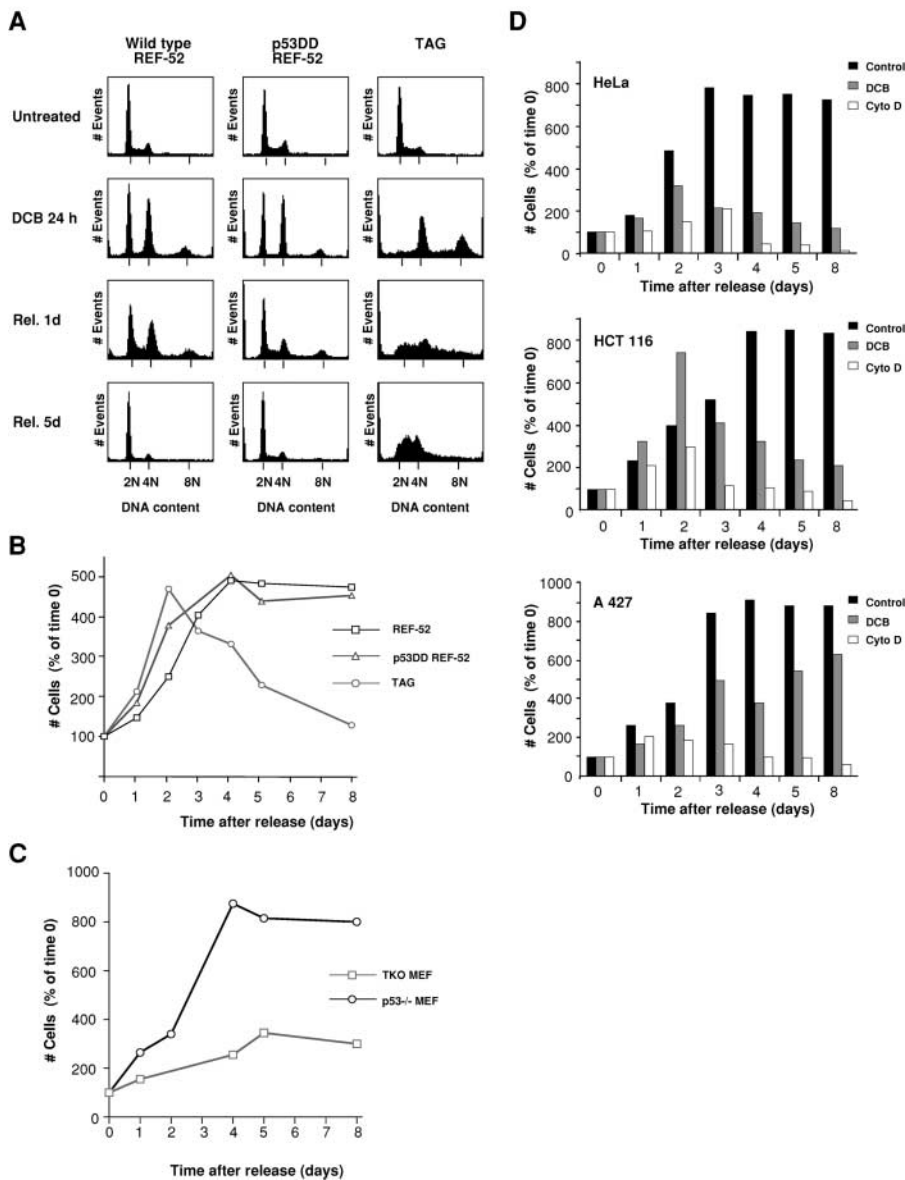 A
Wild type REF-52
p53DD REF-52
TAG
Untreated
# Events
# Events
# Events
DCB 24 h
# Events
# Events
# Events
Rel. 1d
# Events
# Events
# Events
Rel. 5d
# Events
# Events
# Events
2N 4N 8N
2N 4N 8N
2N 4N 8N
DNA content
DNA content
DNA content
B
# Cells (% of time 0)
500
400
300
200
100
0 1 2 3 4 5 6 7 8
Time after release (days)
REF-52
p53DD REF-52
TAG
C
# Cells (% of time 0)
1000
800
600
400
200
0
0 1 2 3 4 5 6 7 8
Time after release (days)
TKO MEF
p53-/- MEF
D
HeLa
Control
DCB
Cyto D
# Cells (% of time 0)
800
600
400
200
0
0 1 2 3 4 5 8
Time after release (days)
HCT 116
Control
DCB
Cyto D
# Cells (% of time 0)
800
600
400
200
0
0 1 2 3 4 5 8
Time after release (days)
A 427
Control
DCB
Cyto D
# Cells (% of time 0)
1000
800
600
400
200
0
0 1 2 3 4 5 8
Time after release (days)